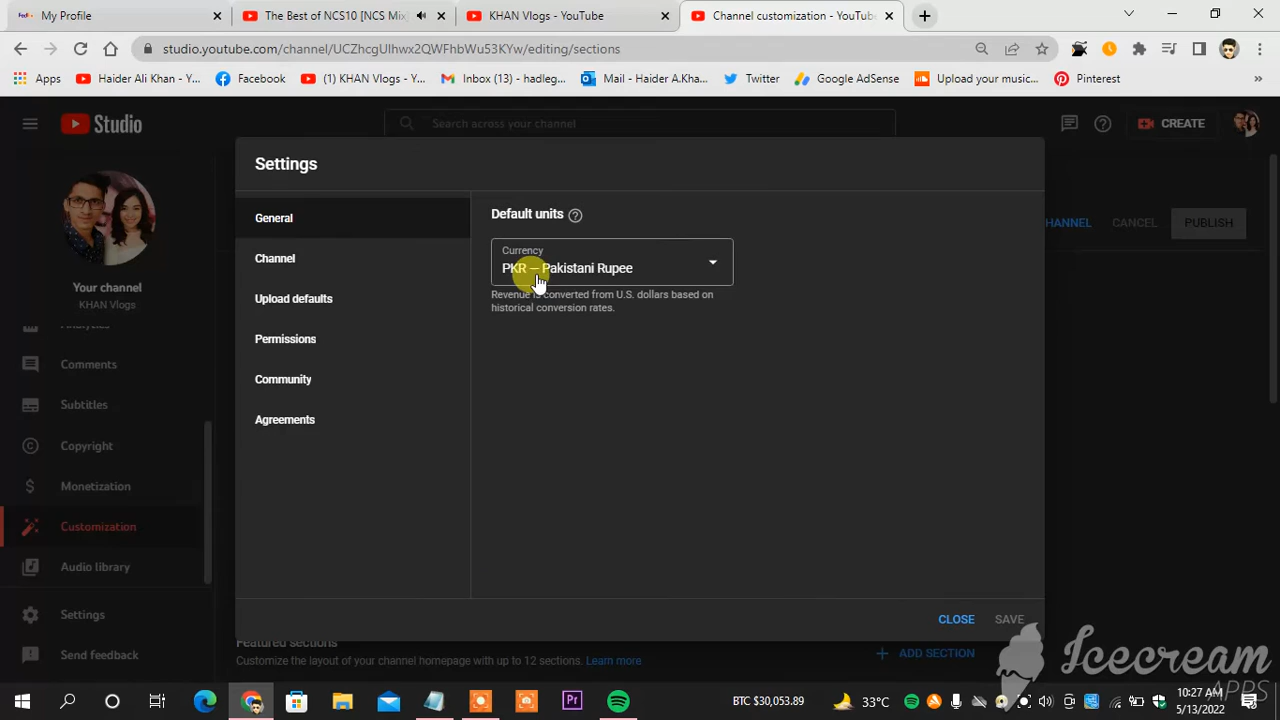 My Profile
The Best of NCS10 [NCS Mix]
KHAN Vlogs - YouTube
Channel customization - YouTube
studio.youtube.com/channel/UCZhcgUlhwx2QWFhbWu53KYw/editing/sections
Apps
Haider Ali Khan - Y...
Facebook
(1) KHAN Vlogs - YU...
Inbox (13) - hadleg...
Mail - Haider A.Kha...
Twitter
Google AdSense
Upload your music...
Pinterest
»
Studio
Search across your channel
CREATE
Settings
General
Channel
Upload defaults
Permissions
Community
Agreements
Default units
Currency
PKR — Pakistani Rupee
Revenue is converted from U.S. dollars based on
historical conversion rates.
HANNEL
CANCEL
PUBLISH
Your channel
KHAN Vlogs
Comments
Subtitles
Copyright
Monetization
Customization
Audio library
Settings
Send feedback
CLOSE
SAVE
Featured sections
Customize the layout of your channel homepage with up to 12 sections. Learn more
ADD SECTION
Icecream
APPS
BTC $30,053.89
33°C
10:27 AM
5/13/2022